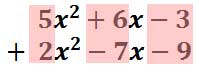 5x² + 6x − 3
+ 2x² − 7x − 9